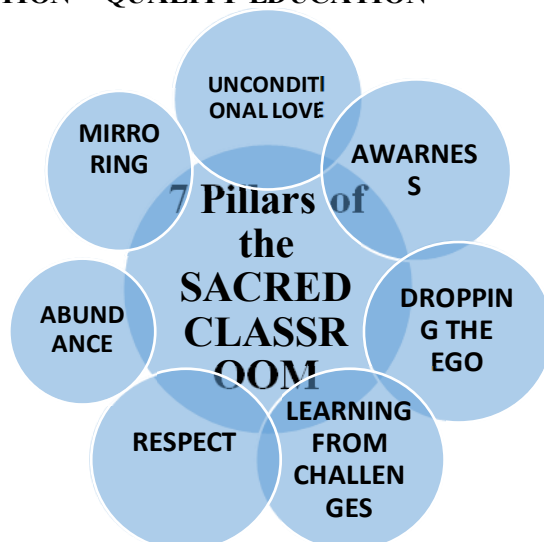 QUALITY EDUCATION
UNCONDITI
ONAL LOVE
AWARNES
S
DROPPIN
G THE
EGO
LEARNING
FROM
CHALLEN
GES
RESPECT
ABUND
ANCE
MIRRO
RING
7 Pillars of
the
SACRED
CLASSR
OOM